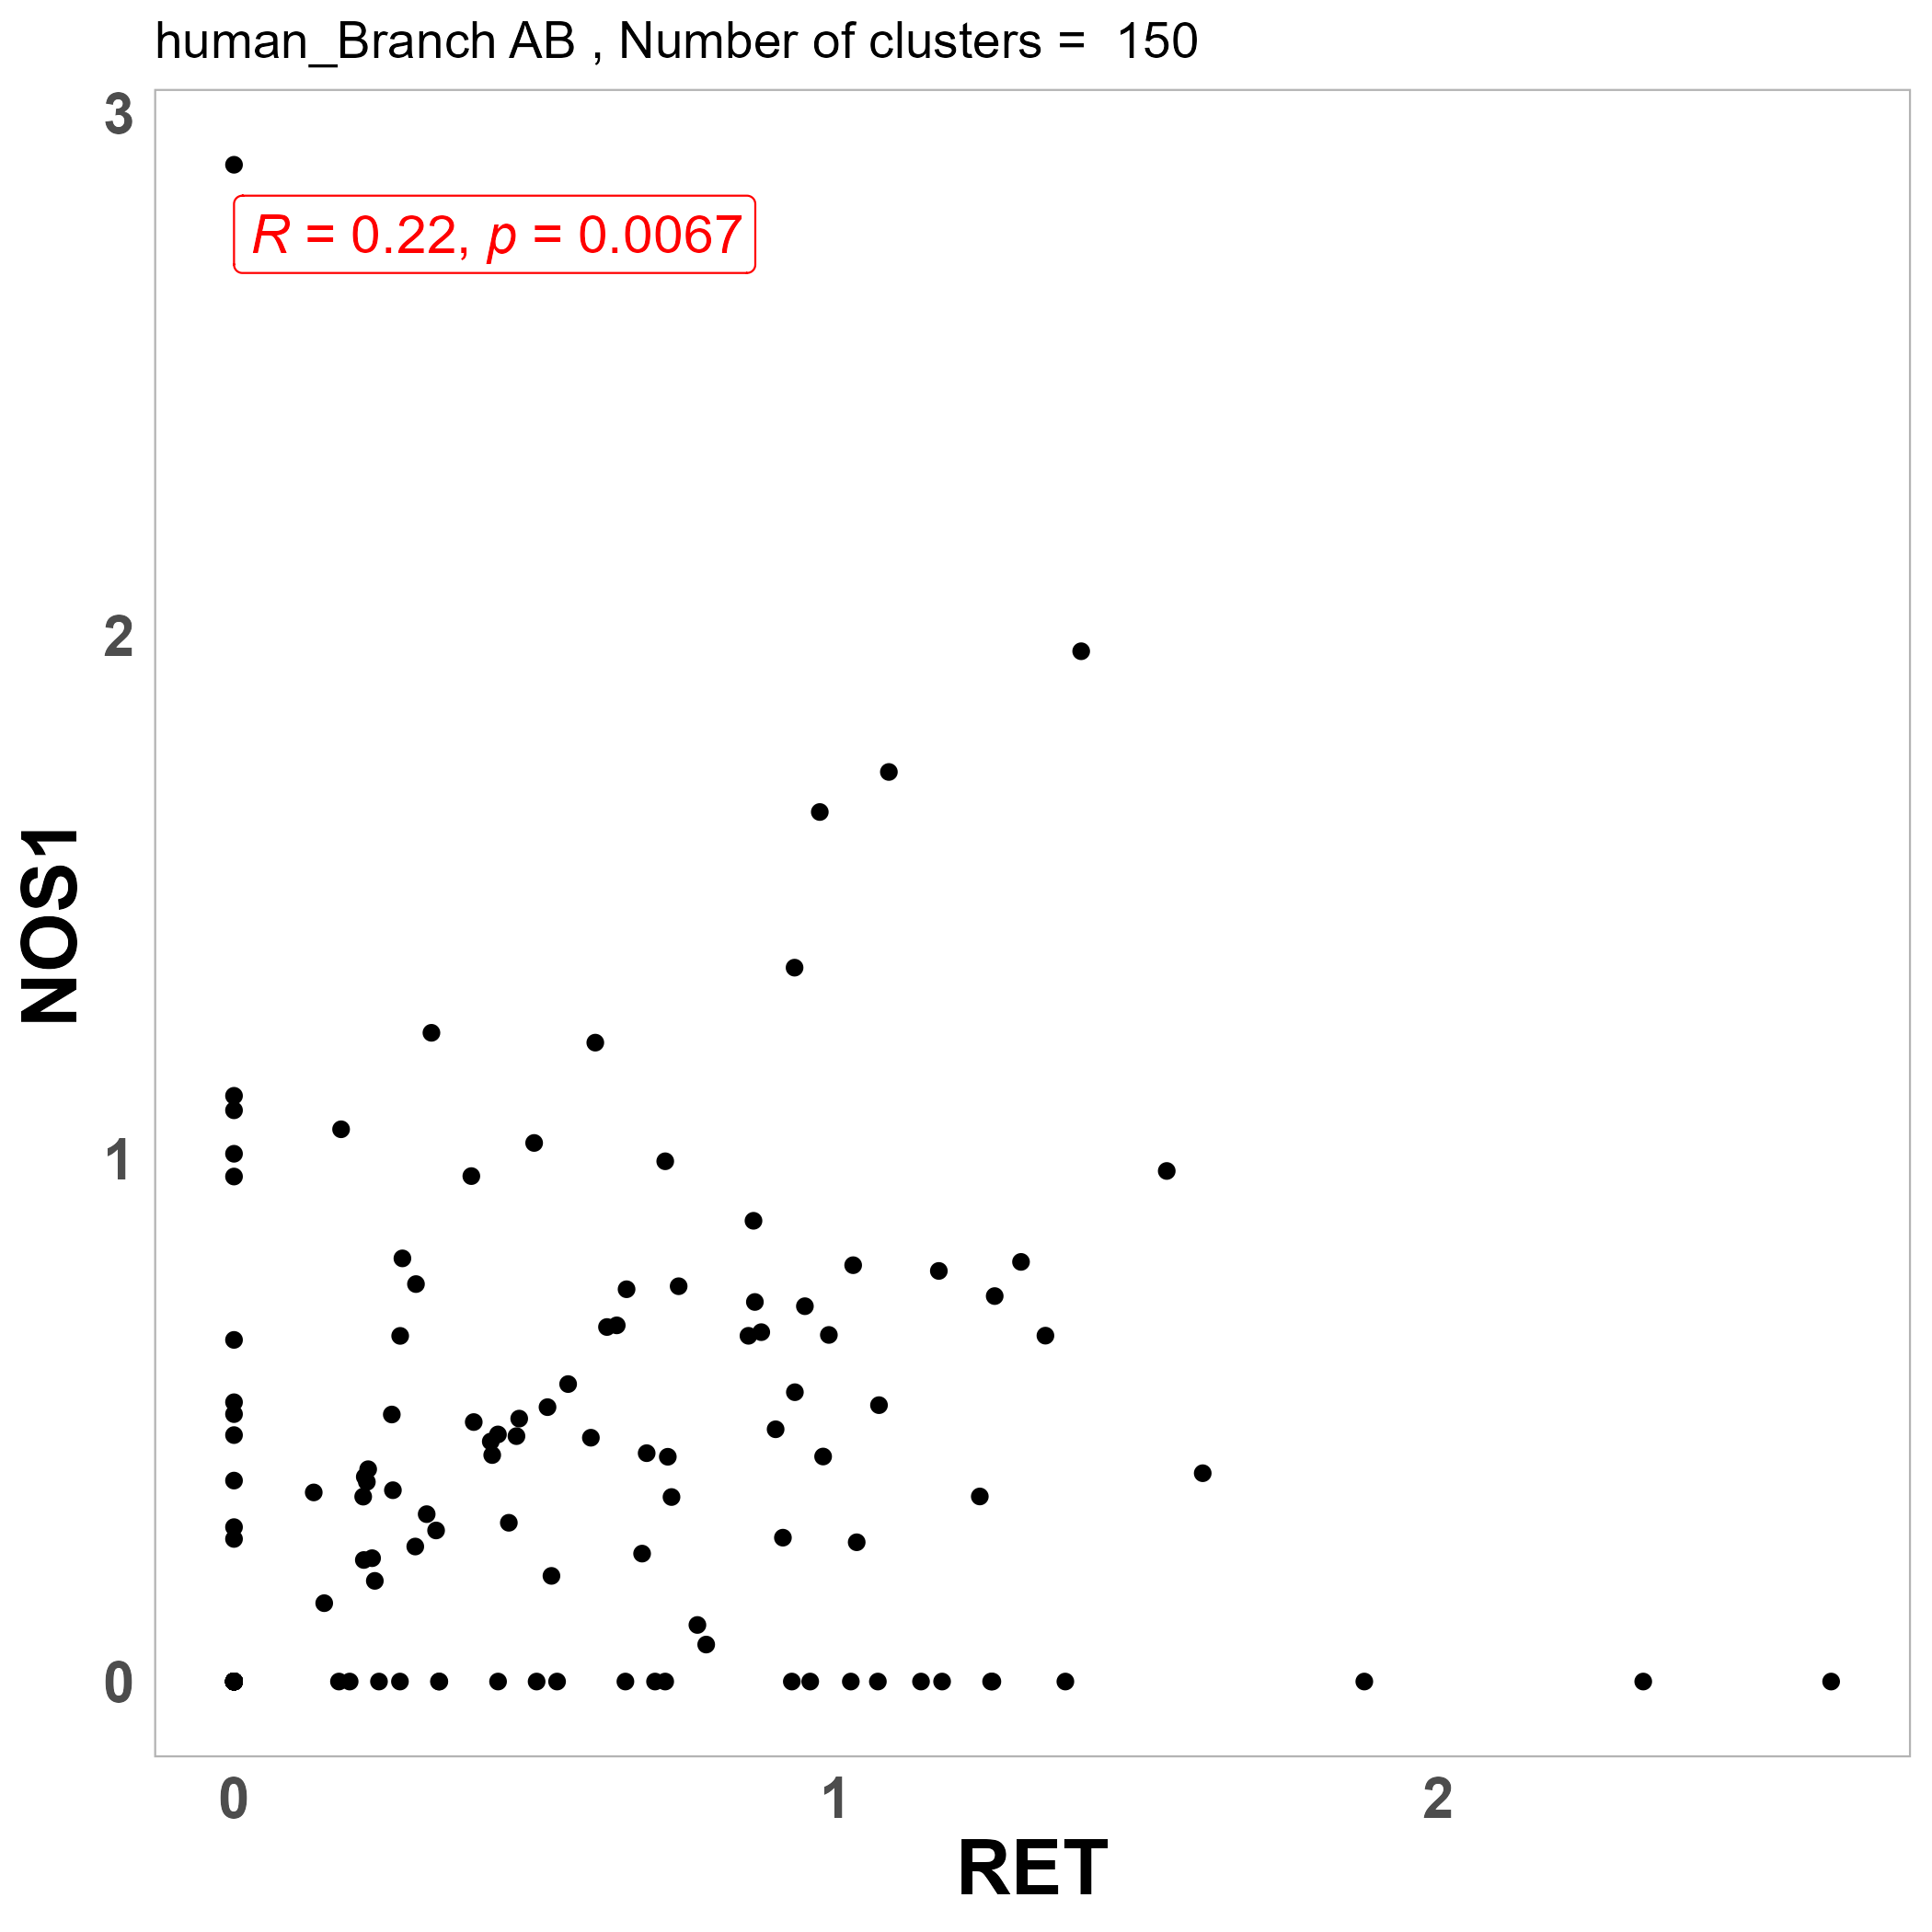 human_Branch AB , Number of clusters =  150
3
R = 0.22, p = 0.0067
2
NOS1
1
0
0 1 2
RET